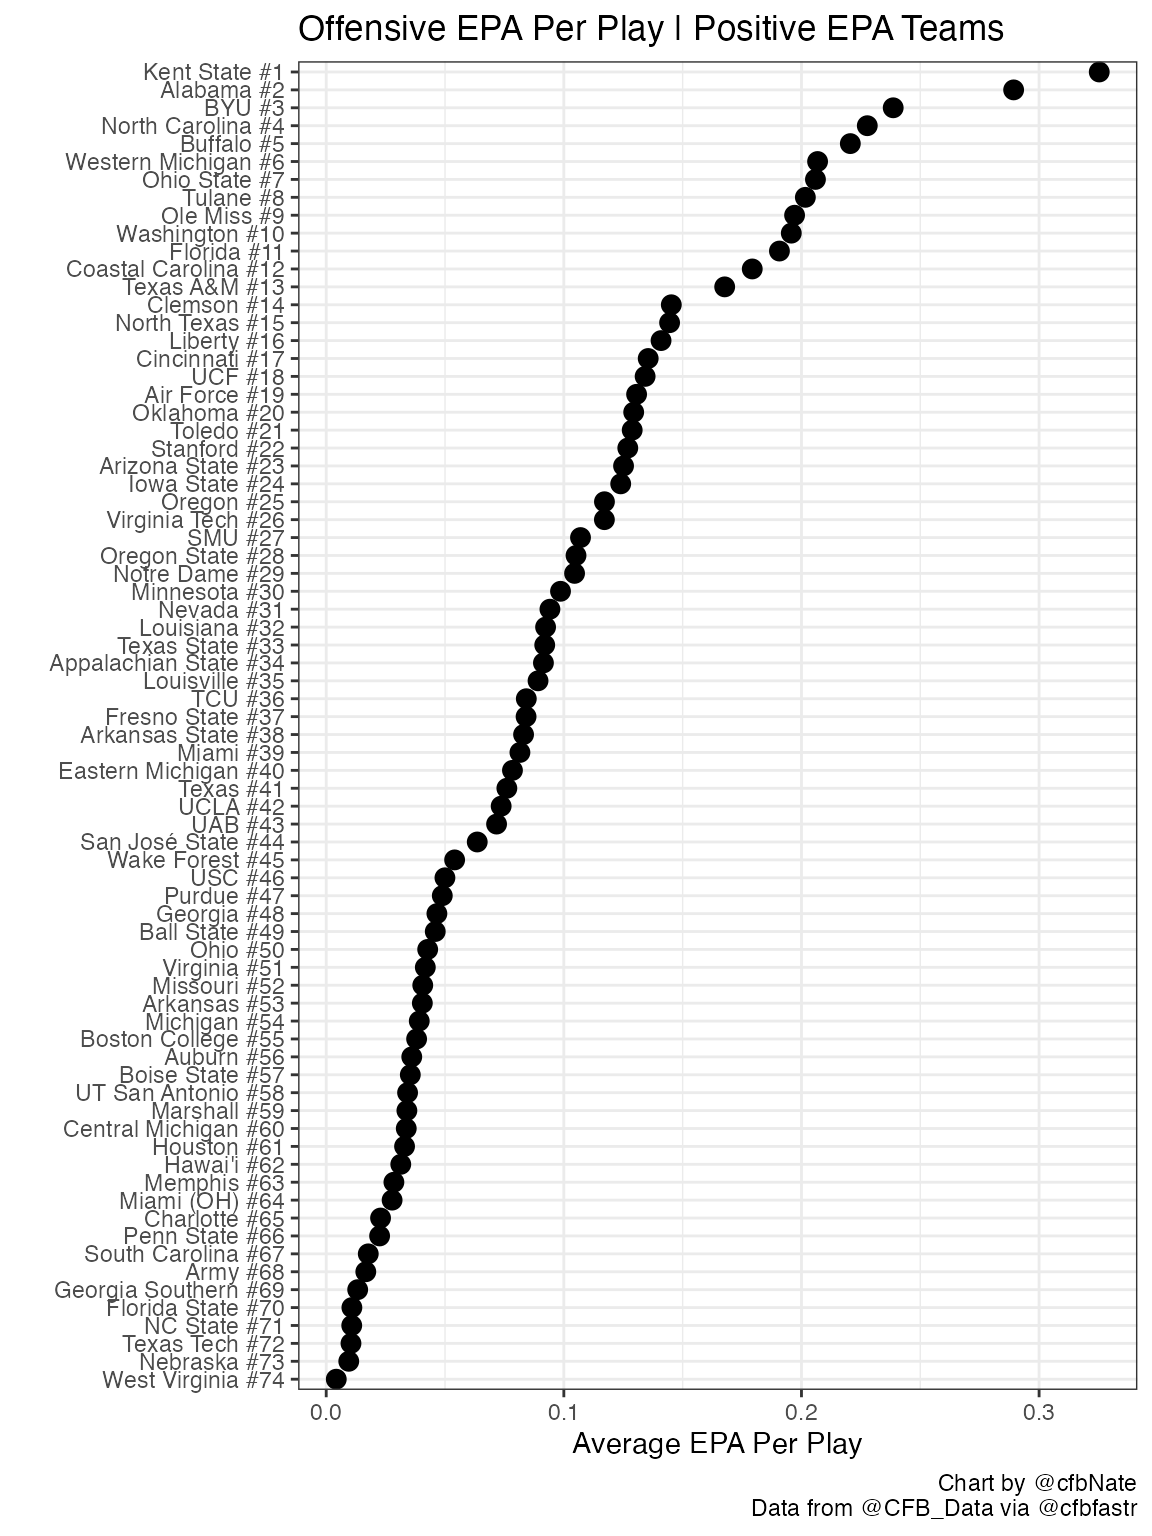 Offensive EPA Per Play | Positive EPA Teams
Kent State #1
Alabama #2
BYU #3
North Carolina #4
Buffalo #5
Western Michigan #6
Ohio State #7
Tulane #8
Ole Miss #9
Washington #10
Florida #11
Coastal Carolina #12
Texas A&M #13
Clemson #14
North Texas #15
Liberty #16
Cincinnati #17
UCF #18
Air Force #19
Oklahoma #20
Toledo #21
Stanford #22
Arizona State #23
Iowa State #24
Oregon #25
Virginia Tech #26
SMU #27
Oregon State #28
Notre Dame #29
Minnesota #30
Nevada #31
Louisiana #32
Texas State #33
Appalachian State #34
Louisville #35
TCU #36
Fresno State #37
Arkansas State #38
Miami #39
Eastern Michigan #40
Texas #41
UCLA #42
UAB #43
San José State #44
Wake Forest #45
USC #46
Purdue #47
Georgia #48
Ball State #49
Ohio #50
Virginia #51
Missouri #52
Arkansas #53
Michigan #54
Boston College #55
Auburn #56
Boise State #57
UT San Antonio #58
Marshall #59
Central Michigan #60
Houston #61
Hawai'i #62
Memphis #63
Miami (OH) #64
Charlotte #65
Penn State #66
South Carolina #67
Army #68
Georgia Southern #69
Florida State #70
NC State #71
Texas Tech #72
Nebraska #73
West Virginia #74
0.0 0.1 0.2 0.3
Average EPA Per Play
Chart by @cfbNate
Data from @CFB_Data via @cfbfastr